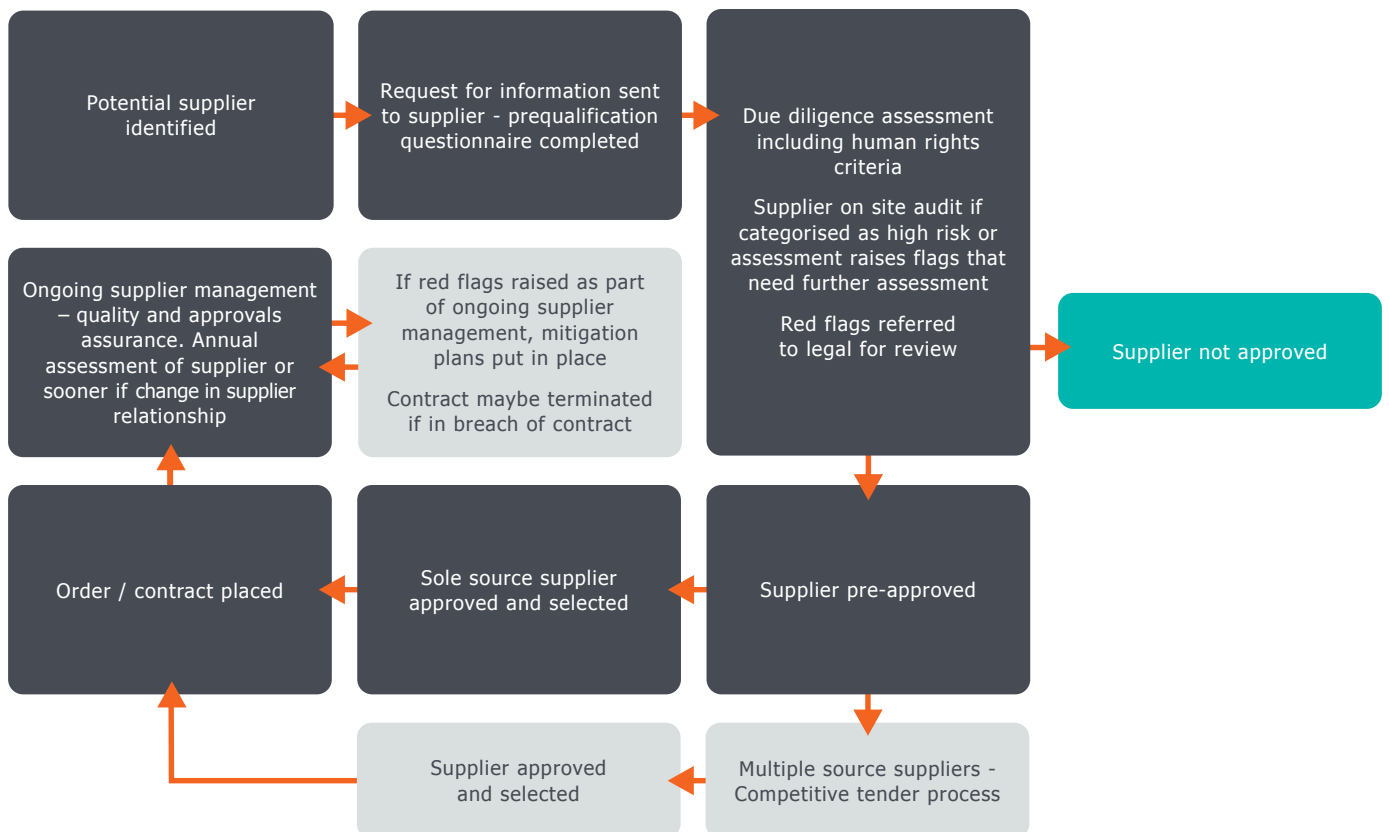 Potential supplier
identified
Request for information sent
to supplier - prequalification
questionnaire completed
Due diligence assessment
including human rights
criteria
Supplier on site audit if
categorised as high risk or
assessment raises flags that
need further assessment
Red flags referred
to legal for review
Supplier not approved
Ongoing supplier management
– quality and approvals
assurance. Annual
assessment of supplier or
sooner if change in supplier
relationship
If red flags raised as part
of ongoing supplier
management, mitigation
plans put in place
Contract maybe terminated
if in breach of contract
Order / contract placed
Sole source supplier
approved and selected
Supplier pre-approved
Supplier approved
and selected
Multiple source suppliers -
Competitive tender process